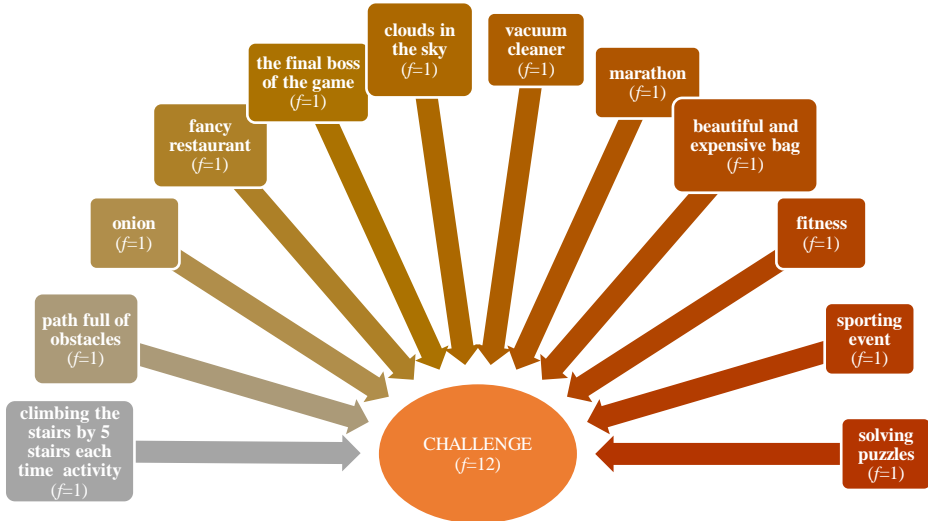 climbing the
stairs by 5
stairs each
time activity
(f=1)
path full of
obstacles
(f=1)
onion
(f=1)
fancy
restaurant
(f=1)
the final boss
of the game
(f=1)
clouds in
the sky
(f=1)
vacuum
cleaner
(f=1)
marathon
(f=1)
beautiful and
expensive bag
(f=1)
fitness
(f=1)
sporting
event
(f=1)
solving
puzzles
(f=1)
CHALLENGE
(f=12)